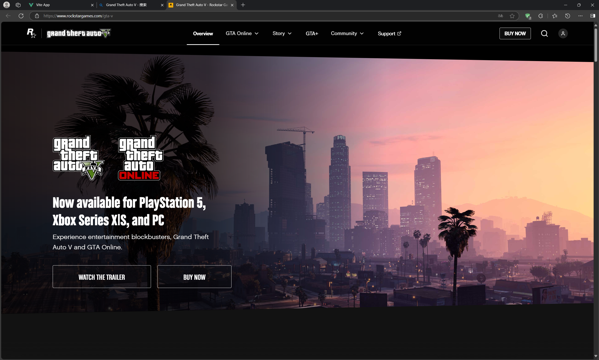 Vite App
Grand Theft Auto V - 搜索
Grand Theft Auto V - Rockstar G
https://www.rockstargames.com/gta-v
R
grand theft auto V
Overview
GTA Online
Story
GTA+
Community
Support
BUY NOW
grand
theft
auto
V
grand
theft
auto
ONLINE
Now available for PlayStation 5,
Xbox Series X|S, and PC
Experience entertainment blockbusters, Grand Theft
Auto V and GTA Online.
WATCH THE TRAILER
BUY NOW